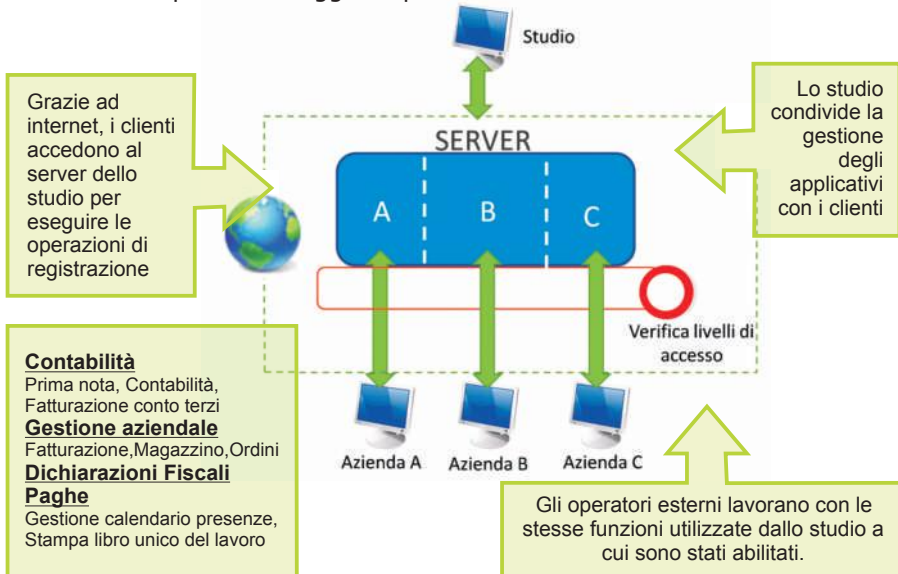 Studio
Grazie ad
internet, i clienti
accedono al
server dello
studio per
eseguire le
operazioni di
registrazione
Lo studio
condivide la
gestione
degli
applicativi
con i clienti
SERVER
A
B
C
Verifica livelli di
accesso
Contabilità
Prima nota, Contabilità,
Fatturazione conto terzi
Gestione aziendale
Fatturazione,Magazzino,Ordini
Dichiarazioni Fiscali
Paghe
Gestione calendario presenze,
Stampa libro unico del lavoro
Azienda A
Azienda B
Azienda C
Gli operatori esterni lavorano con le
stesse funzioni utilizzate dallo studio a
cui sono stati abilitati.